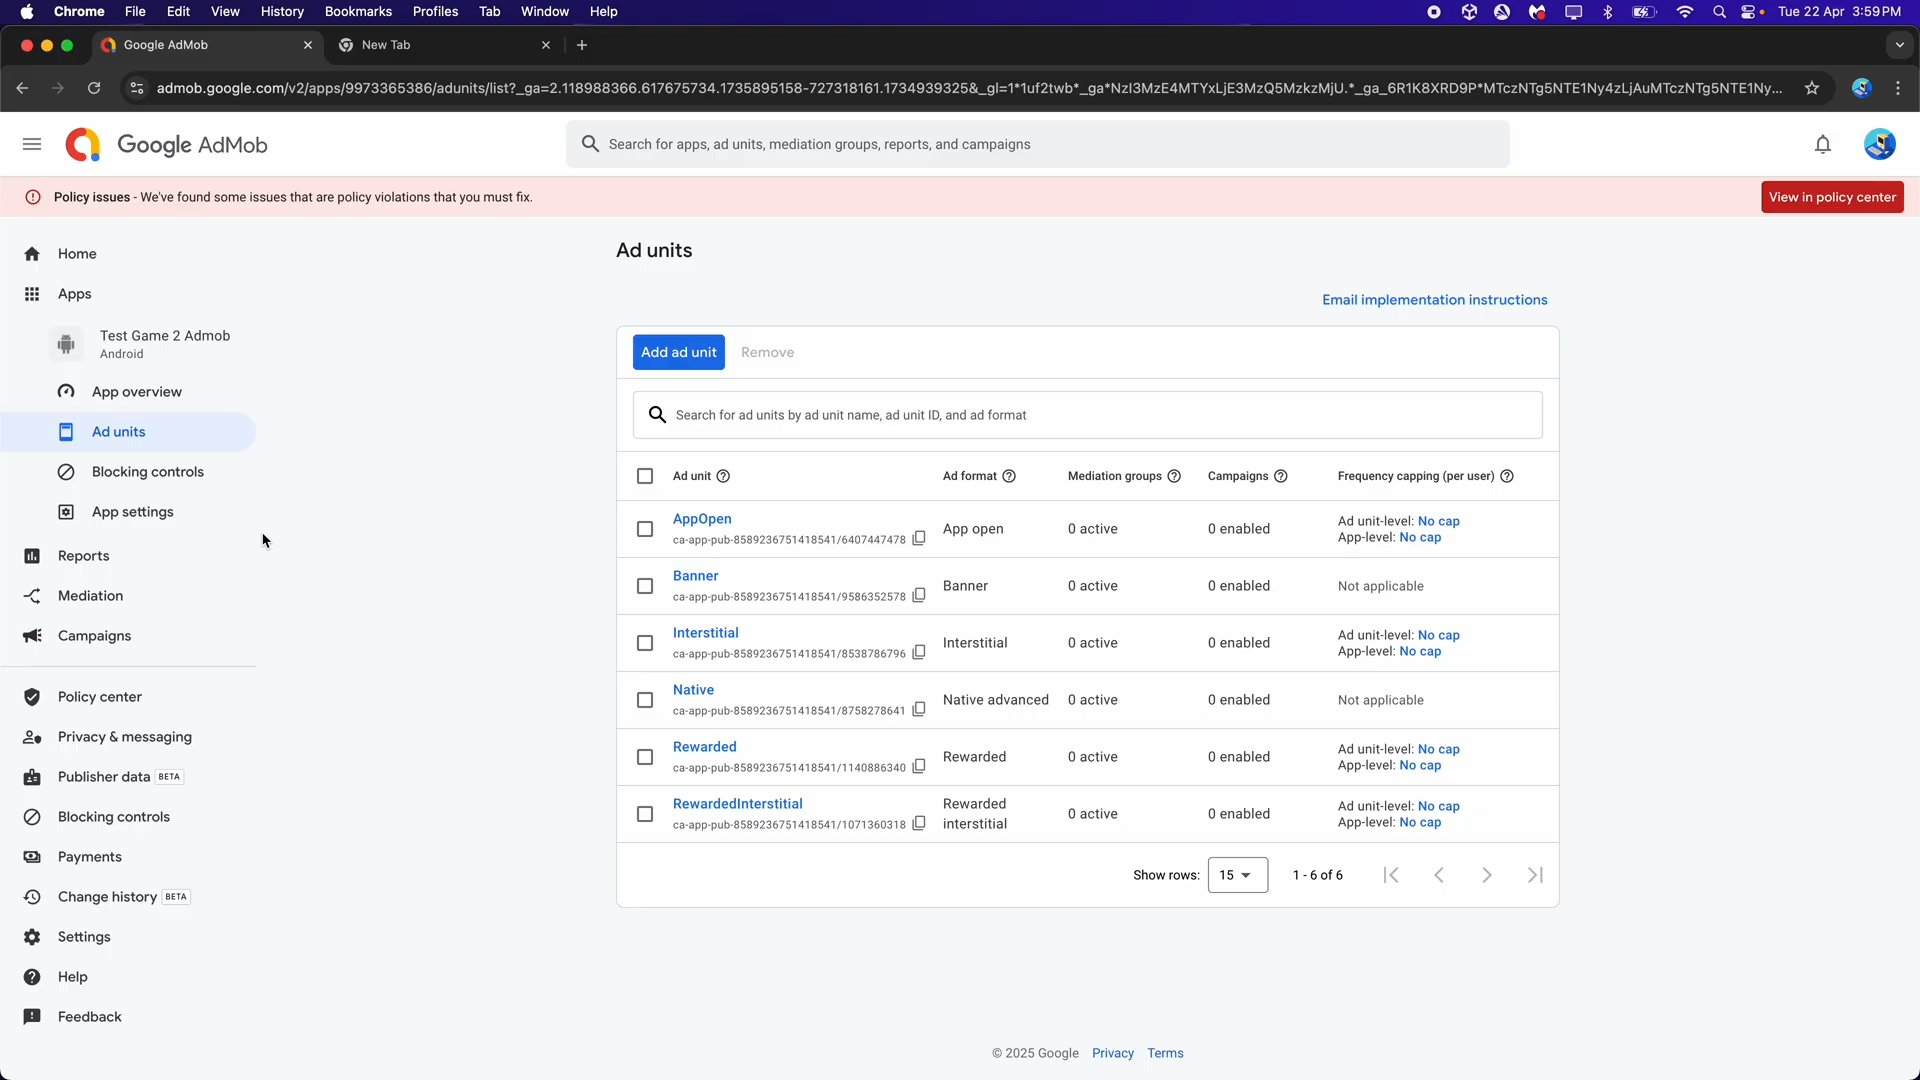 Chrome File Edit View History Bookmarks Profiles Tab Window Help Tue 22 Apr 3:59 PM
Google AdMob New Tab
admob.google.com/v2/apps/9973365386/adunits/list?_ga=2.118988366.617675734.1735895158-727318161.1734939325&_gl=1*1uf2twb*_ga*NzI3MzE4MTYxLjE3MzQ5MzkzMjU.*_ga_6R1K8XRD9P*MTczNTg5NTE1Ny4zLjAuMTczNTg5NTE1Ny...
Google AdMob
Search for apps, ad units, mediation groups, reports, and campaigns
Policy issues - We've found some issues that are policy violations that you must fix.
View in policy center
Home
Apps
Test Game 2 Admob
Android
App overview
Ad units
Blocking controls
App settings
Reports
Mediation
Campaigns
Policy center
Privacy & messaging
Publisher data BETA
Blocking controls
Payments
Change history BETA
Settings
Help
Feedback
Ad units
Email implementation instructions
Add ad unit Remove
Search for ad units by ad unit name, ad unit ID, and ad format
Ad unit Ad format Mediation groups Campaigns Frequency capping (per user)
AppOpen
ca-app-pub-8589236751418541/6407447478
App open 0 active 0 enabled
Ad unit-level: No cap
App-level: No cap
Banner
ca-app-pub-8589236751418541/9586352578
Banner 0 active 0 enabled Not applicable
Interstitial
ca-app-pub-8589236751418541/8538786796
Interstitial 0 active 0 enabled
Ad unit-level: No cap
App-level: No cap
Native
ca-app-pub-8589236751418541/8758278641
Native advanced 0 active 0 enabled Not applicable
Rewarded
ca-app-pub-8589236751418541/1140886340
Rewarded 0 active 0 enabled
Ad unit-level: No cap
App-level: No cap
RewardedInterstitial
ca-app-pub-8589236751418541/1071360318
Rewarded
interstitial
0 active 0 enabled
Ad unit-level: No cap
App-level: No cap
Show rows: 15 1 - 6 of 6
© 2025 Google Privacy Terms